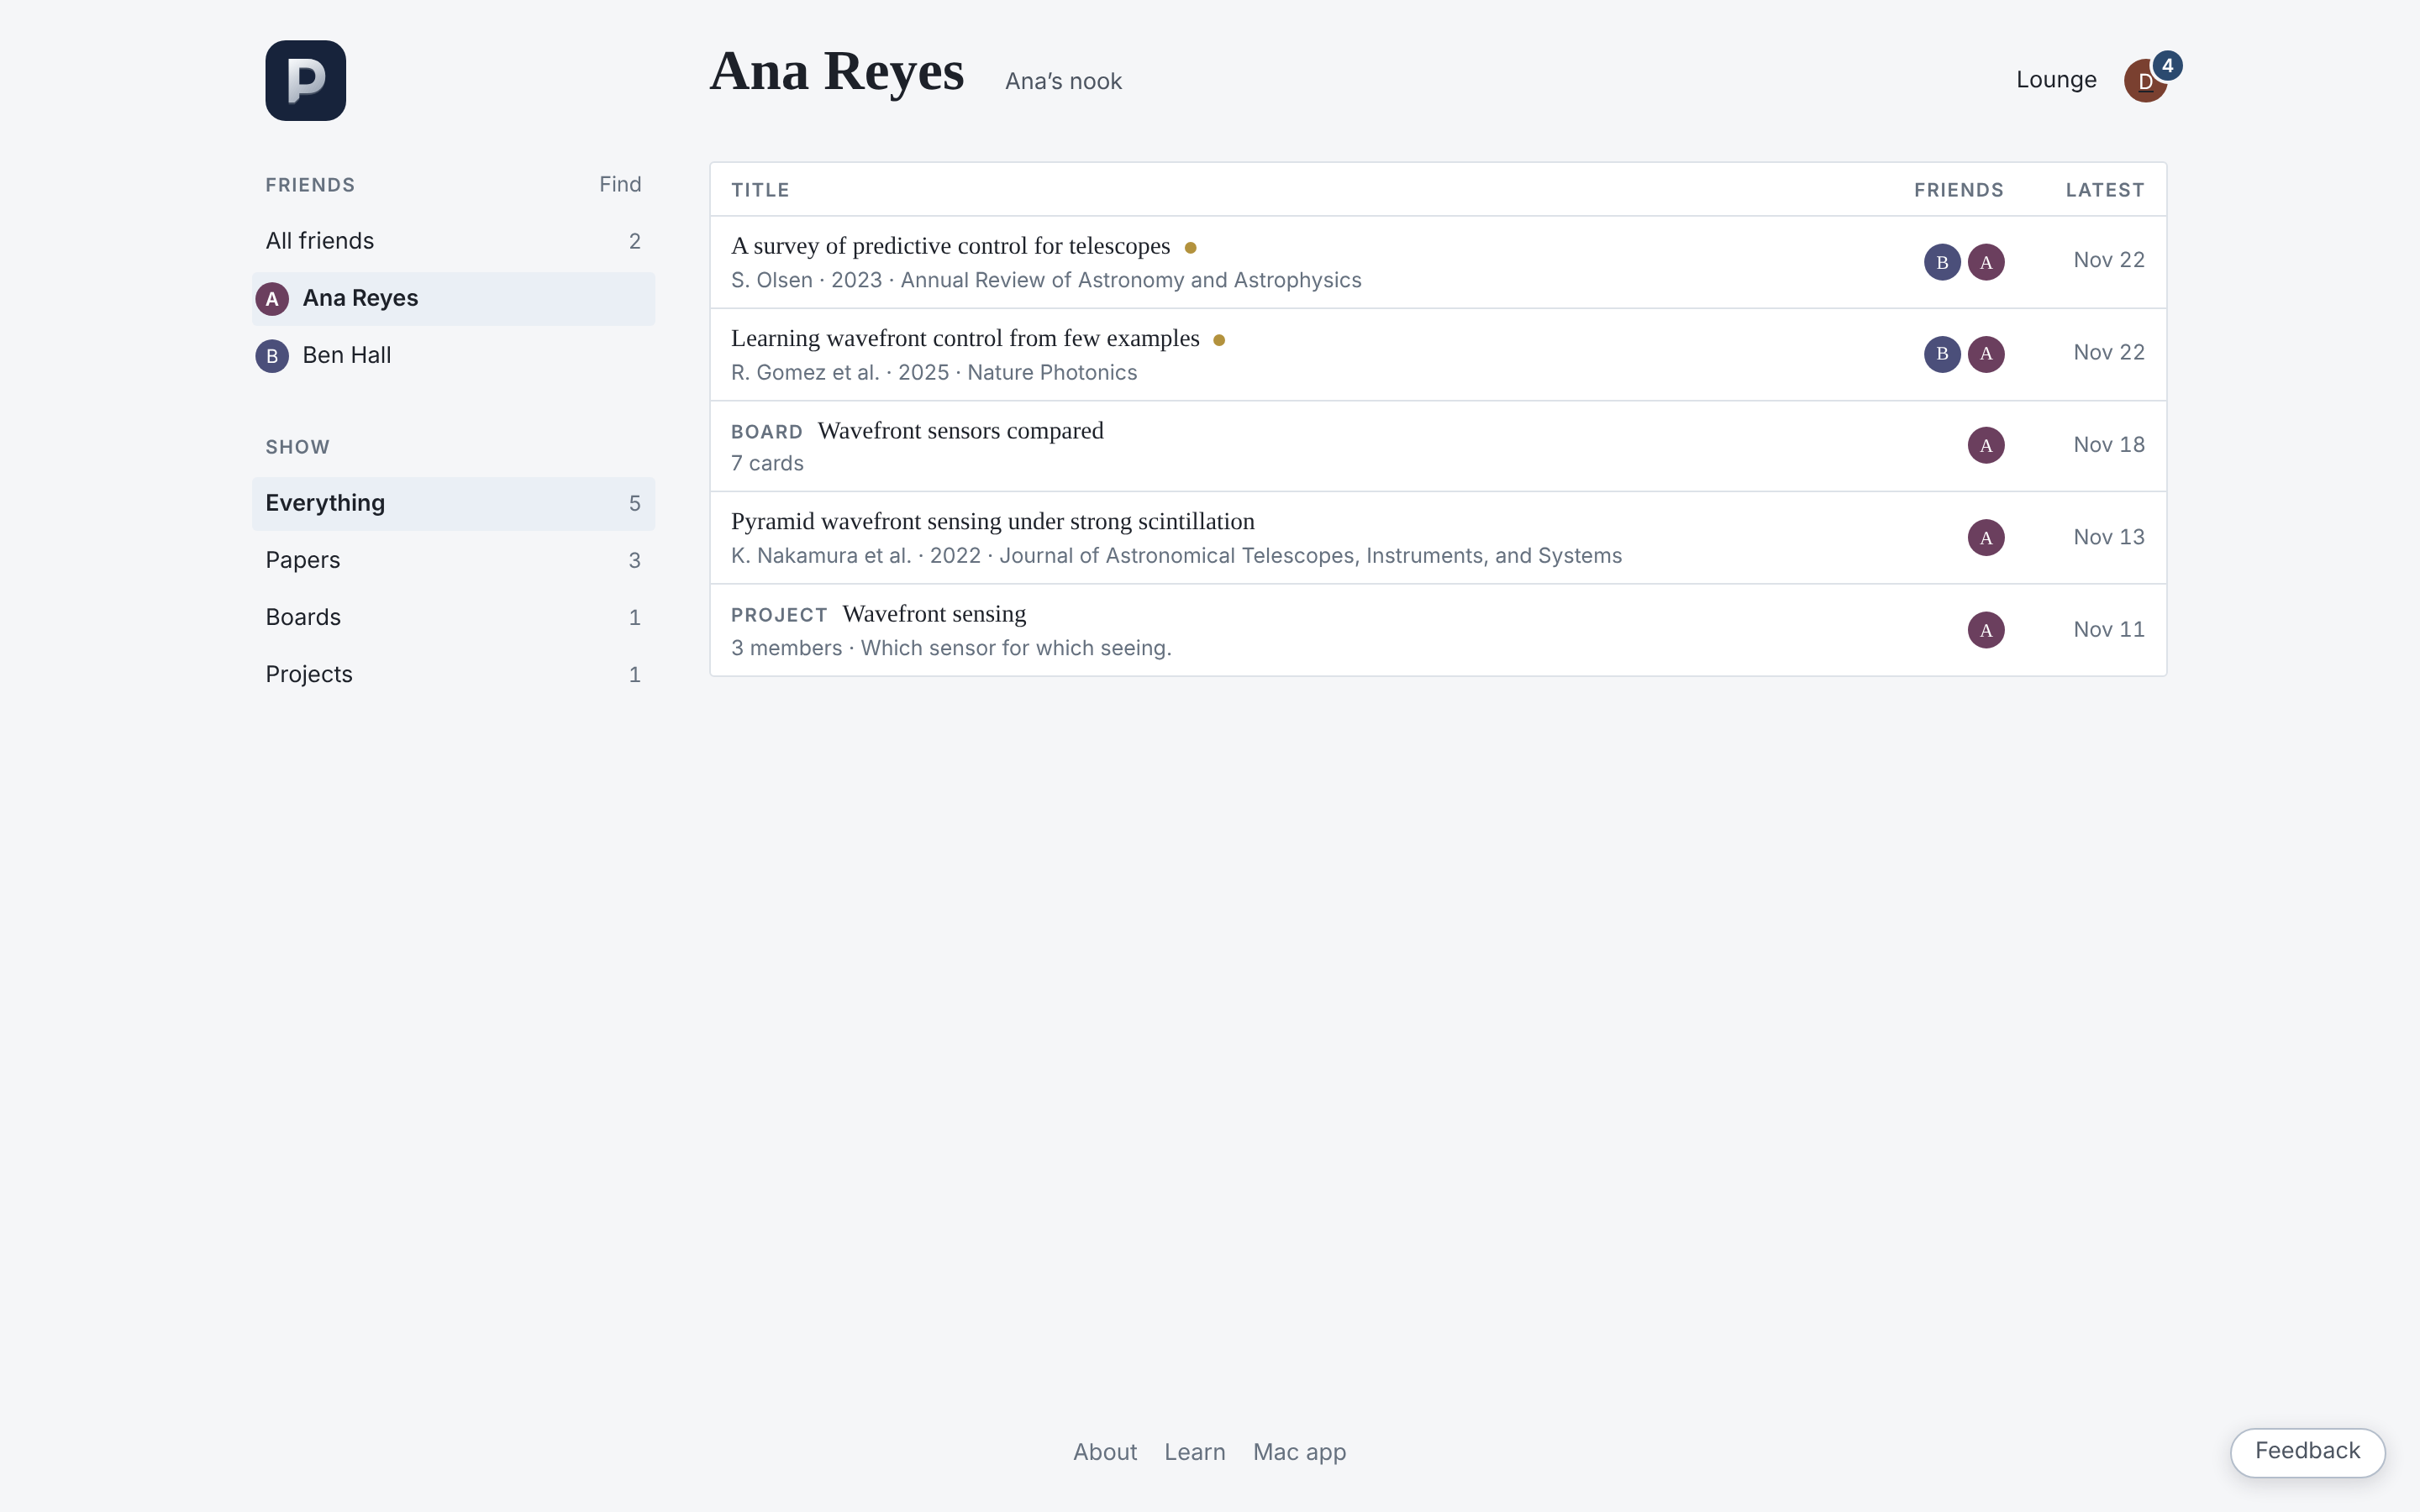 P
Ana Reyes Ana’s nook
Lounge D 4
FRIENDS Find
All friends 2
A Ana Reyes
B Ben Hall
SHOW
Everything 5
Papers 3
Boards 1
Projects 1
TITLE FRIENDS LATEST
A survey of predictive control for telescopes
S. Olsen · 2023 · Annual Review of Astronomy and Astrophysics
B A Nov 22
Learning wavefront control from few examples
R. Gomez et al. · 2025 · Nature Photonics
B A Nov 22
BOARD Wavefront sensors compared
7 cards
A Nov 18
Pyramid wavefront sensing under strong scintillation
K. Nakamura et al. · 2022 · Journal of Astronomical Telescopes, Instruments, and Systems
A Nov 13
PROJECT Wavefront sensing
3 members · Which sensor for which seeing.
A Nov 11
About Learn Mac app
Feedback